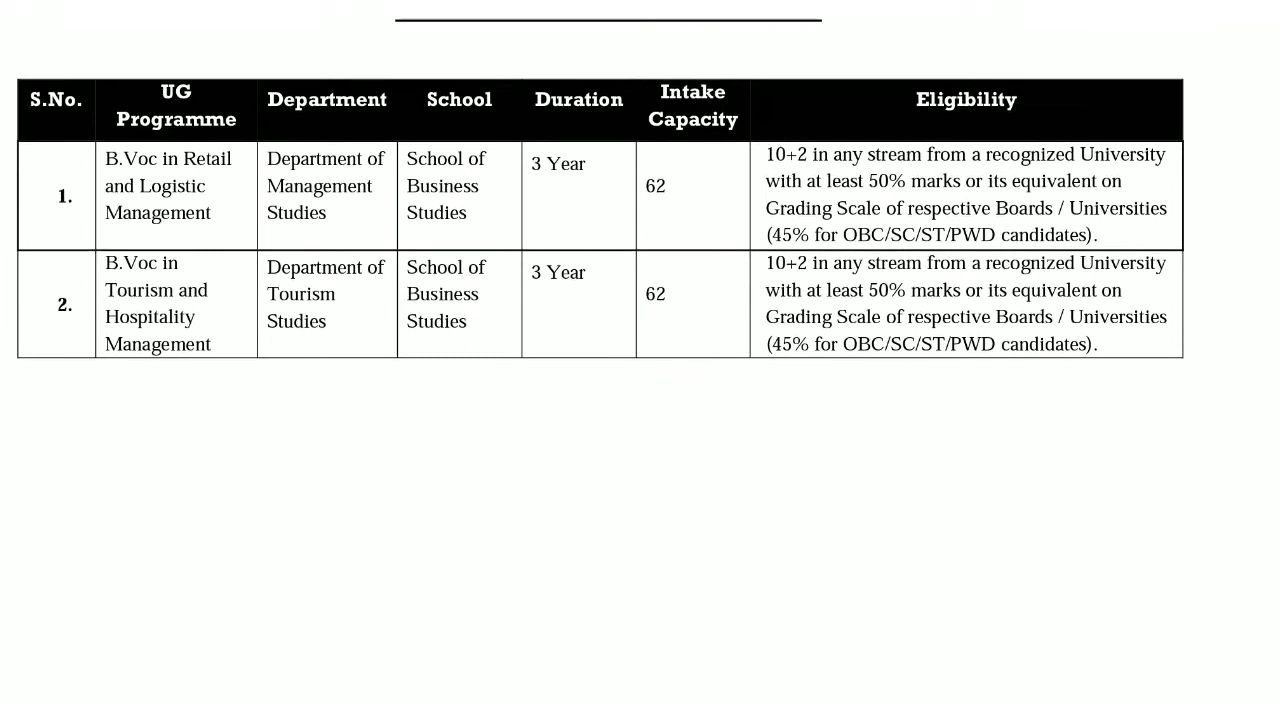 S.No. UG Programme Department School Duration Intake Capacity Eligibility
1.
B.Voc in Retail
and Logistic
Management
Department of
Management
Studies
School of
Business
Studies
3 Year
62
10+2 in any stream from a recognized University
with at least 50% marks or its equivalent on
Grading Scale of respective Boards / Universities
(45% for OBC/SC/ST/PWD candidates).
2.
B.Voc in
Tourism and
Hospitality
Management
Department of
Tourism
Studies
School of
Business
Studies
3 Year
62
10+2 in any stream from a recognized University
with at least 50% marks or its equivalent on
Grading Scale of respective Boards / Universities
(45% for OBC/SC/ST/PWD candidates).